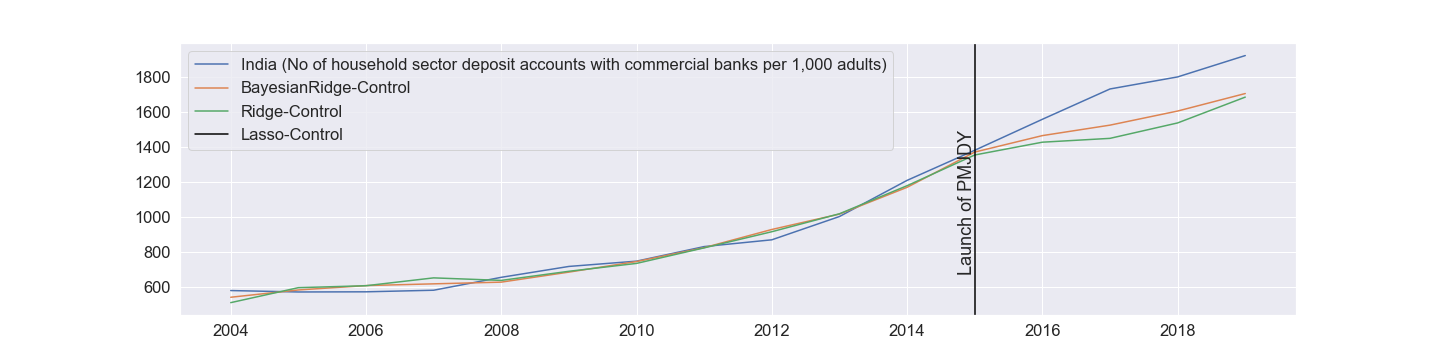 India (No of household sector deposit accounts with commercial banks per 1,000 adults)
BayesianRidge-Control
Ridge-Control
Lasso-Control
1800
1600
1400
1200
1000
800
600
Launch of PMJDY
2004 2006 2008 2010 2012 2014 2016 2018